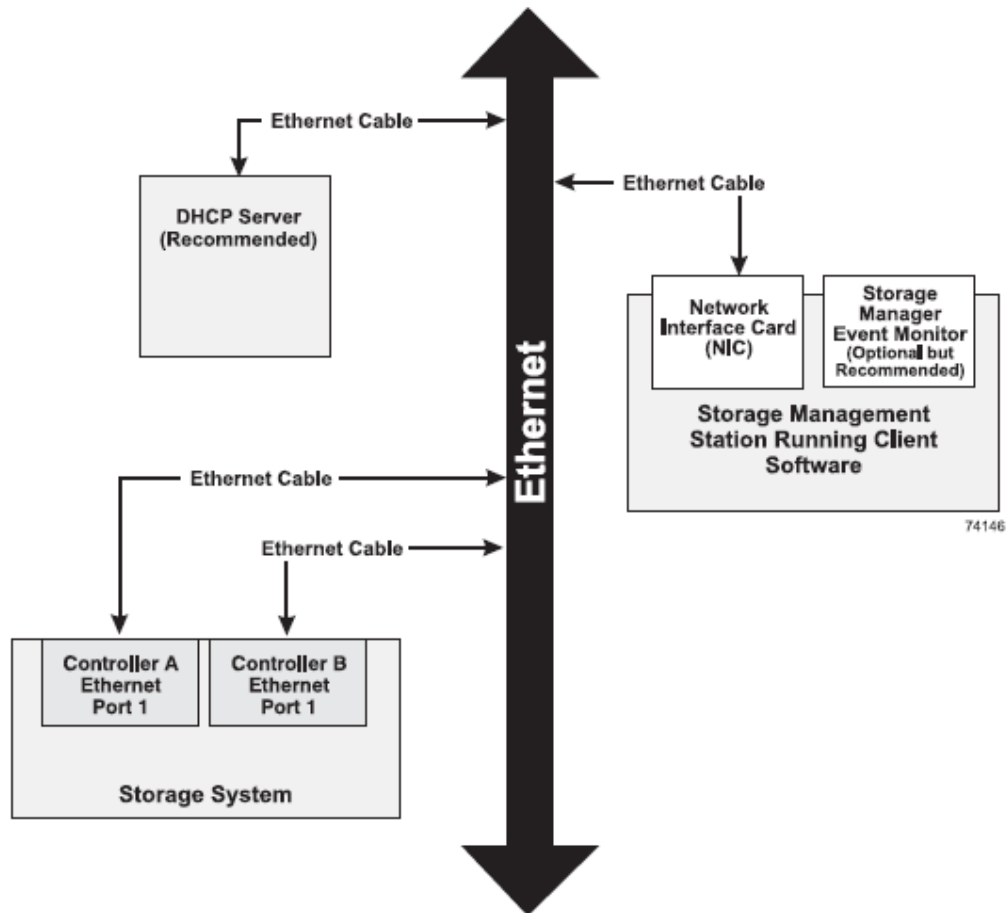 Ethernet Cable
DHCP Server
(Recommended)
Ethernet Cable
Network
Interface Card
(NIC)
Storage
Manager
Event Monitor
(Optional but
Recommended)
Storage Management
Station Running Client
Software
74146
Ethernet
Ethernet Cable
Ethernet Cable
Controller A
Ethernet
Port 1
Controller B
Ethernet
Port 1
Storage System